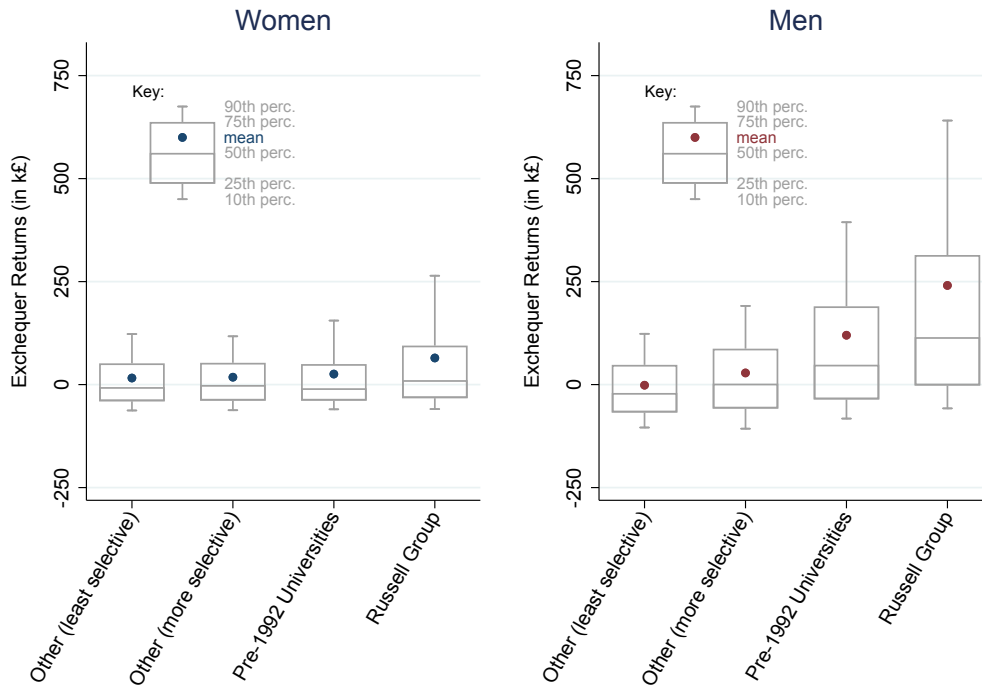 Women
Exchequer Returns (in k£)
750
500
250
0
-250
Key:
90th perc.
75th perc.
mean
50th perc.
25th perc.
10th perc.
Other (least selective)
Other (more selective)
Pre-1992 Universities
Russell Group
Men
Exchequer Returns (in k£)
750
500
250
0
-250
Key:
90th perc.
75th perc.
mean
50th perc.
25th perc.
10th perc.
Other (least selective)
Other (more selective)
Pre-1992 Universities
Russell Group